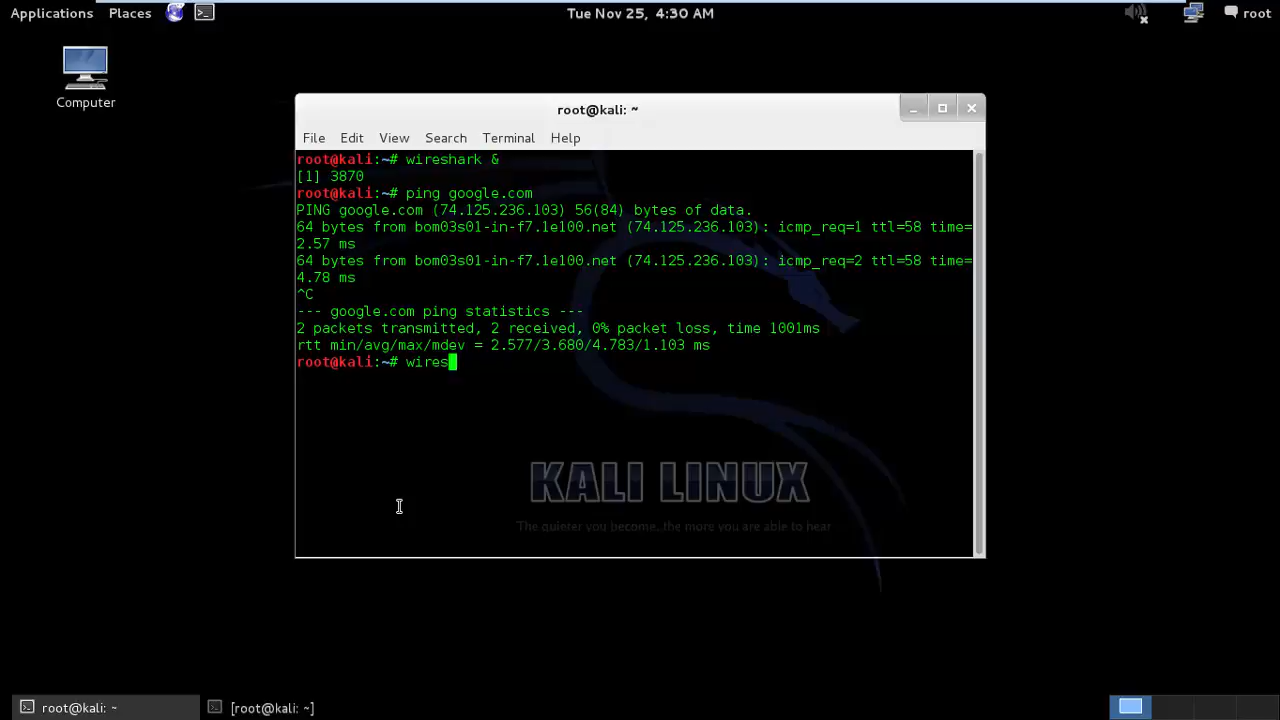 Applications Places Tue Nov 25, 4:30 AM root
Computer
root@kali: ~
File Edit View Search Terminal Help
root@kali:~# wireshark &
[1] 3870
root@kali:~# ping google.com
PING google.com (74.125.236.103) 56(84) bytes of data.
64 bytes from bom03s01-in-f7.1e100.net (74.125.236.103): icmp_req=1 ttl=58 time=
2.57 ms
64 bytes from bom03s01-in-f7.1e100.net (74.125.236.103): icmp_req=2 ttl=58 time=
4.78 ms
^C
--- google.com ping statistics ---
2 packets transmitted, 2 received, 0% packet loss, time 1001ms
rtt min/avg/max/mdev = 2.577/3.680/4.783/1.103 ms
root@kali:~# wires
KALI LINUX
The quieter you become, the more you are able to hear
root@kali: ~ [root@kali: ~]